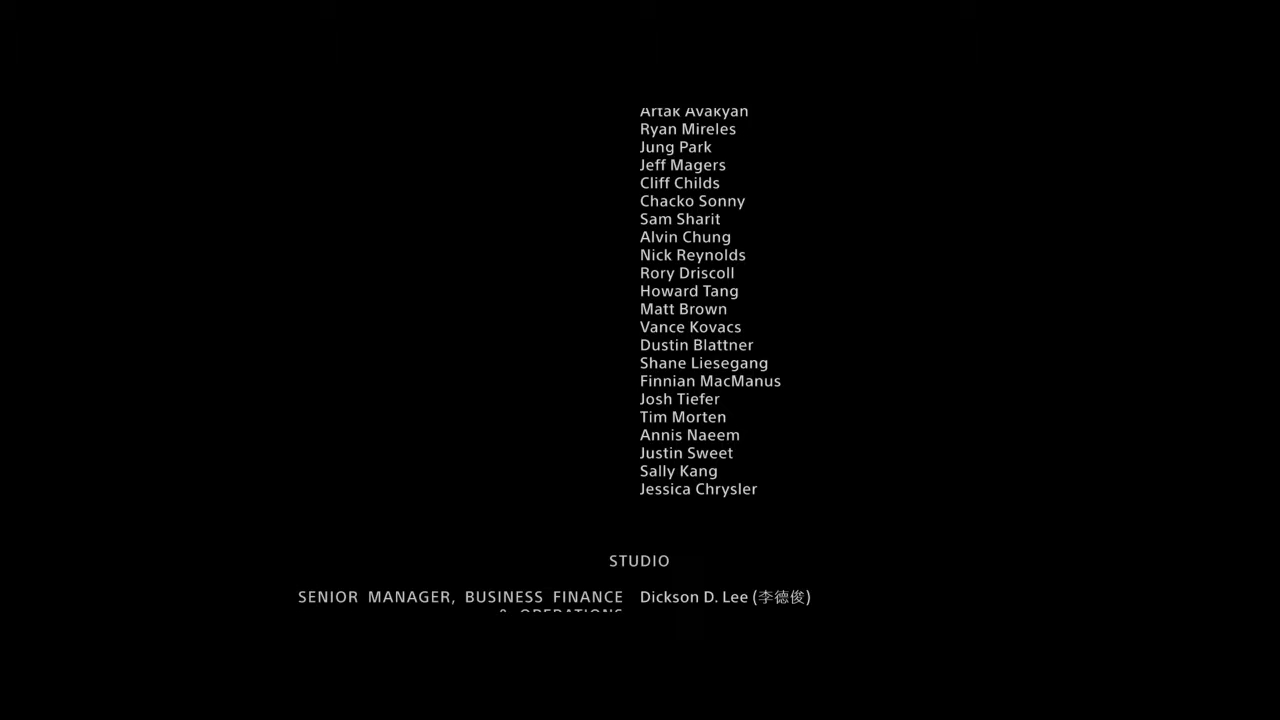 Artak Avakyan
Ryan Mireles
Jung Park
Jeff Magers
Cliff Childs
Chacko Sonny
Sam Sharit
Alvin Chung
Nick Reynolds
Rory Driscoll
Howard Tang
Matt Brown
Vance Kovacs
Dustin Blattner
Shane Liesegang
Finnian MacManus
Josh Tiefer
Tim Morten
Annis Naeem
Justin Sweet
Sally Kang
Jessica Chrysler
STUDIO
SENIOR MANAGER, BUSINESS FINANCE Dickson D. Lee (李德俊)
& OPERATIONS